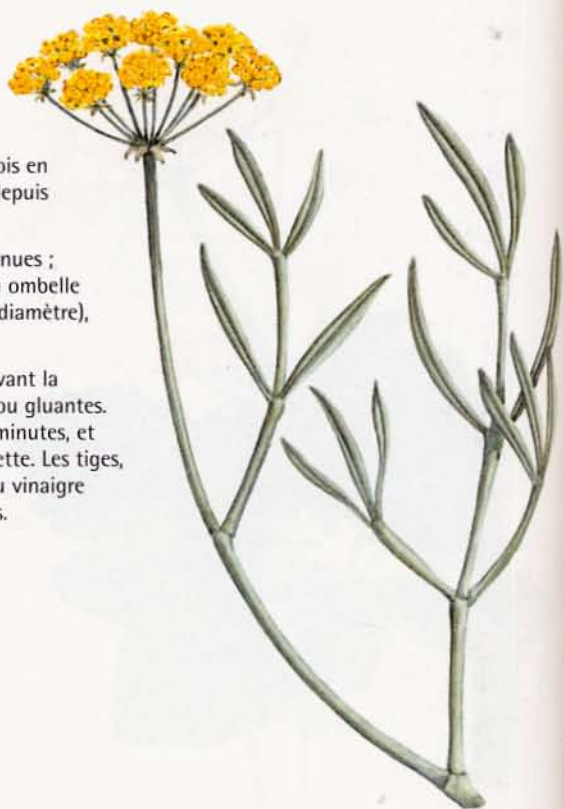 ois en
epuis
nues ;
ombelle
diamètre),
vant la
ou gluantes.
minutes, et
ette. Les tiges,
u vinaigre
s.